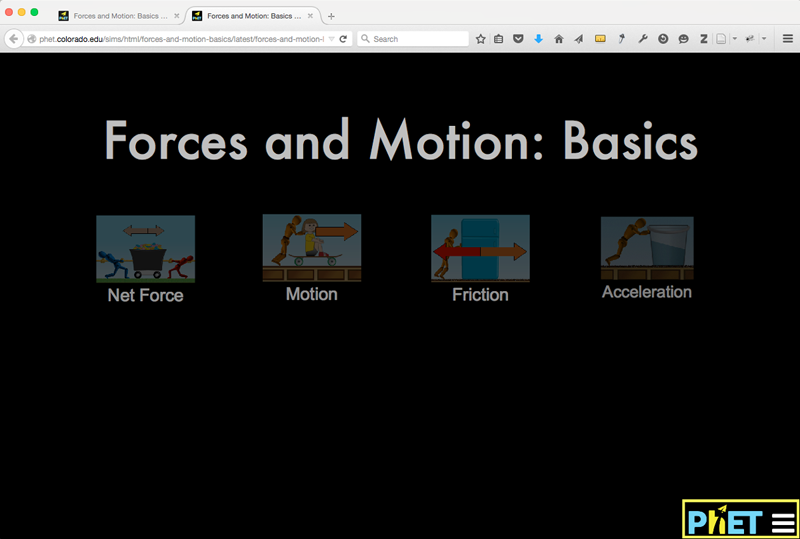 Forces and Motion: Basics ...
Forces and Motion: Basics ...
phet.colorado.edu/sims/html/forces-and-motion-basics/latest/forces-and-motion-l
Search
Forces and Motion: Basics
Net Force
Motion
Friction
Acceleration
PhET